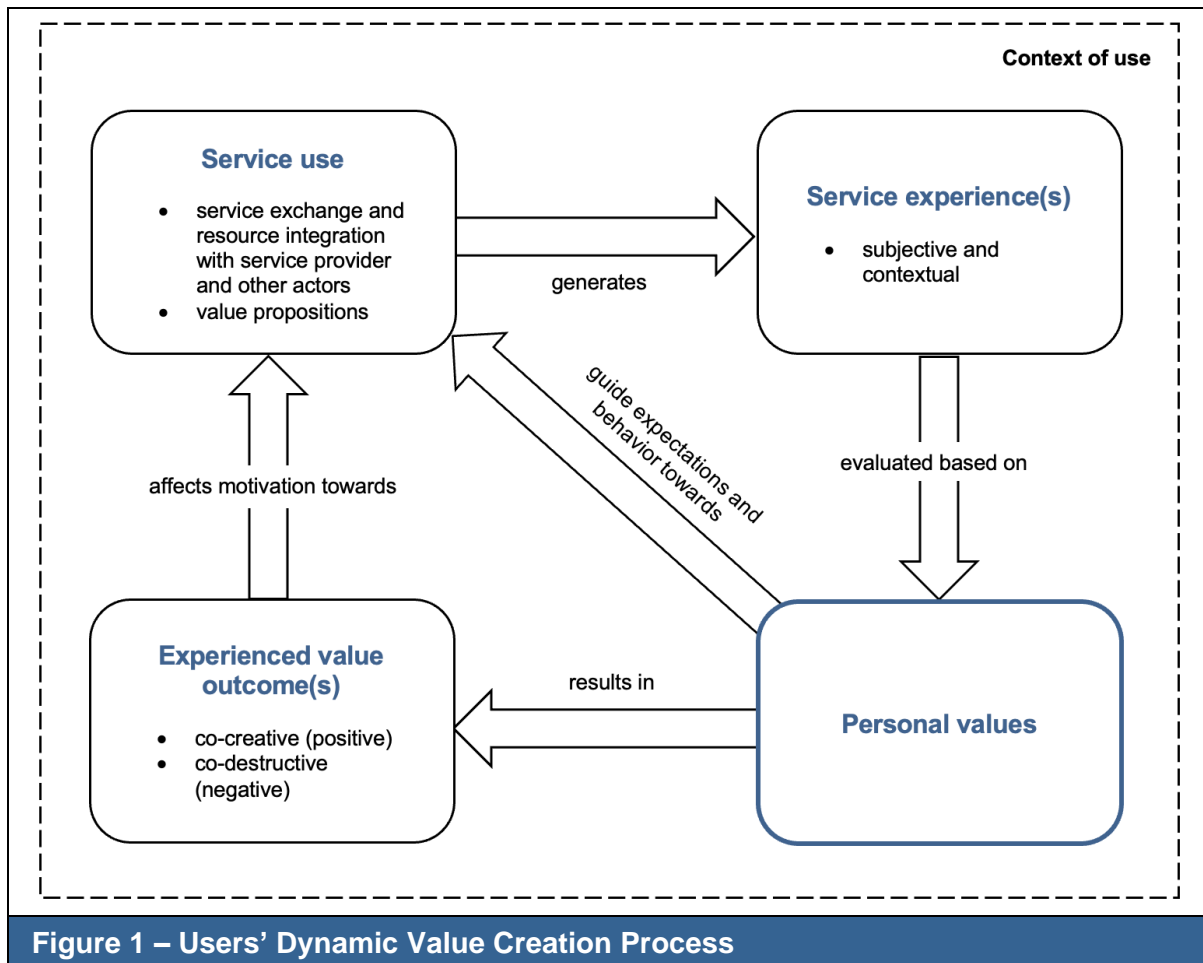 Context of use
Service use
• service exchange and
resource integration
with service provider
and other actors
• value propositions
generates
Service experience(s)
• subjective and
contextual
guide expectations and
behavior towards
affects motivation towards
evaluated based on
Experienced value
outcome(s)
• co-creative (positive)
• co-destructive
(negative)
results in
Personal values
Figure 1 – Users’ Dynamic Value Creation Process